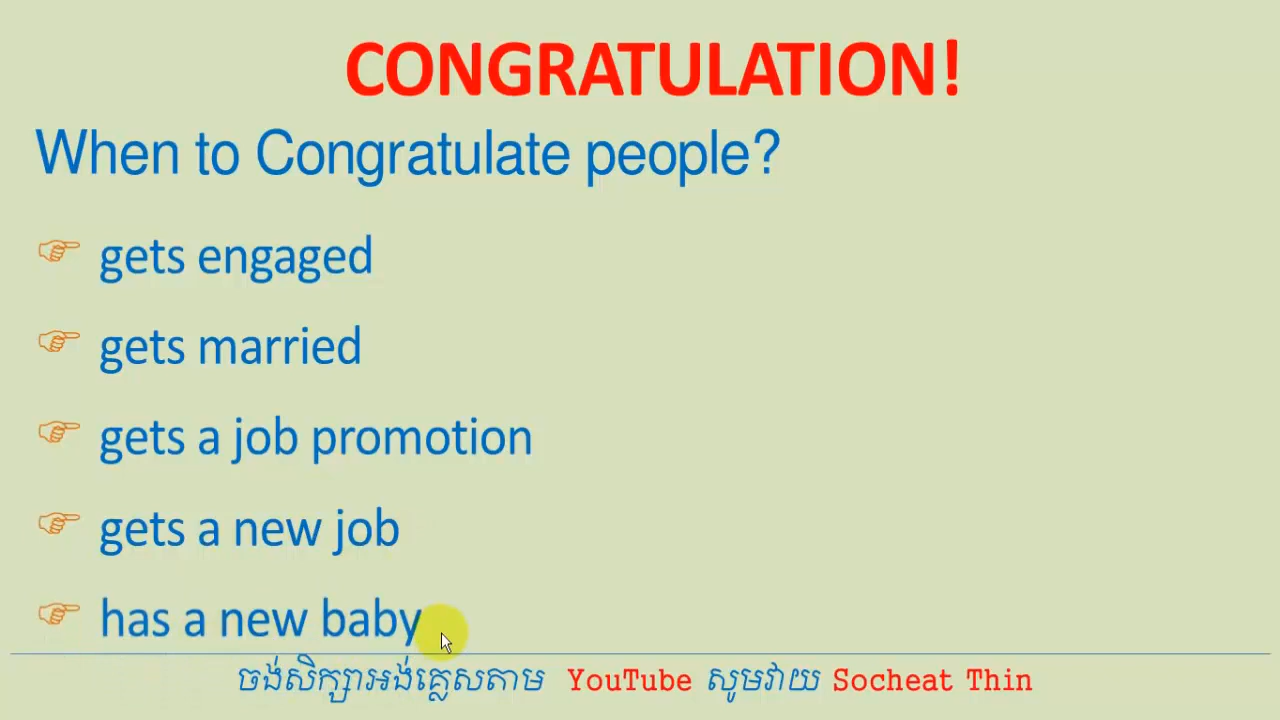 CONGRATULATION!
When to Congratulate people?
gets engaged
gets married
gets a job promotion
gets a new job
has a new baby
ចង់សិក្សាអង់គ្លេសតាម YouTube សូមវាយ Socheat Thin